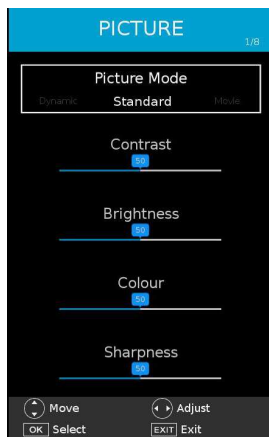 PICTURE
1/8
Picture Mode
Dynamic Standard Movie
Contrast
50
Brightness
50
Colour
50
Sharpness
50
Move Adjust
OK Select EXIT Exit